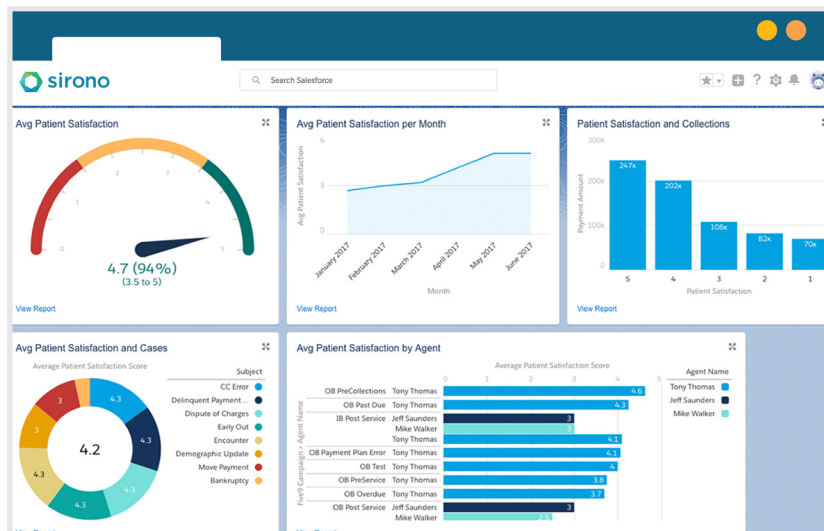 sirono
Search Salesforce
Avg Patient Satisfaction
0
1
2
3
4
5
4.7 (94%)
(3.5 to 5)
View Report
Avg Patient Satisfaction per Month
Avg Patient Satisfaction
6
3
0
January 2017
February 2017
March 2017
April 2017
May 2017
June 2017
Month
View Report
Patient Satisfaction and Collections
Payment Amount
300k
200k
100k
0
247k
202k
108k
82k
70k
5 4 3 2 1
Patient Satisfaction
View Report
Avg Patient Satisfaction and Cases
Average Patient Satisfaction Score
4.3
4.3
4.3
4.3
4.3
3
3
4.2
Subject
CC Error
Delinquent Payment ...
Dispute of Charges
Early Out
Encounter
Demographic Update
Move Payment
Bankruptcy
View Report
Avg Patient Satisfaction by Agent
Average Patient Satisfaction Score
0 1 2 3 4 5
Five9 Campaign > Agent Name
OB PreCollections Tony Thomas 4.6
OB Past Due Tony Thomas 4.3
IB Post Service Jeff Saunders 3
Mike Walker 3
Tony Thomas 4.1
OB Payment Plan Error Tony Thomas 4.1
OB Test Tony Thomas 4
OB PreService Tony Thomas 3.8
OB Overdue Tony Thomas 3.7
OB Post Service Jeff Saunders 3
Mike Walker 2.5
Agent Name
Tony Thomas
Jeff Saunders
Mike Walker